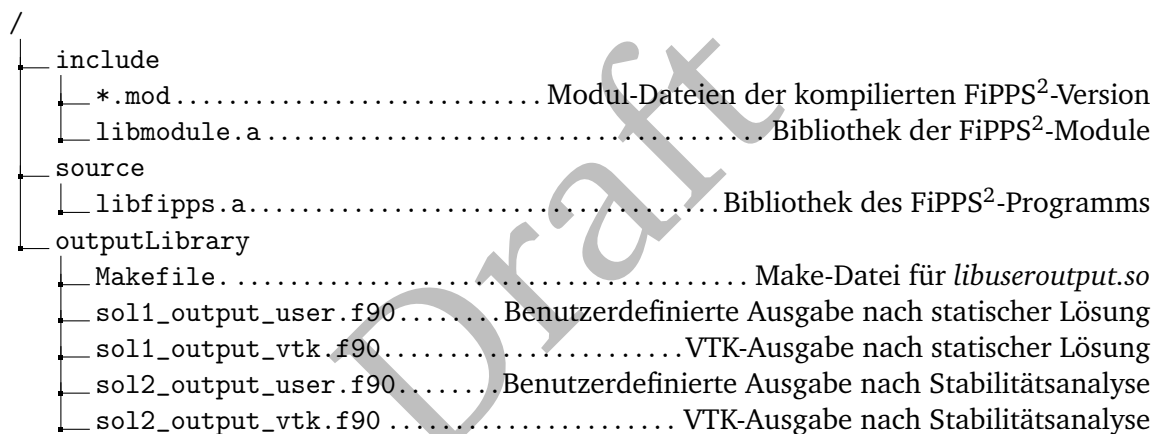 /
include
*.mod.............................Modul-Dateien der kompilierten FiPPS²-Version
libmodule.a......................................Bibliothek der FiPPS²-Module
source
libfipps.a....................................Bibliothek des FiPPS²-Programms
outputLibrary
Makefile.........................................Make-Datei für libuseroutput.so
sol1_output_user.f90........Benutzerdefinierte Ausgabe nach statischer Lösung
sol1_output_vtk.f90.......................VTK-Ausgabe nach statischer Lösung
sol2_output_user.f90........Benutzerdefinierte Ausgabe nach Stabilitätsanalyse
sol2_output_vtk.f90......................VTK-Ausgabe nach Stabilitätsanalyse
Draft